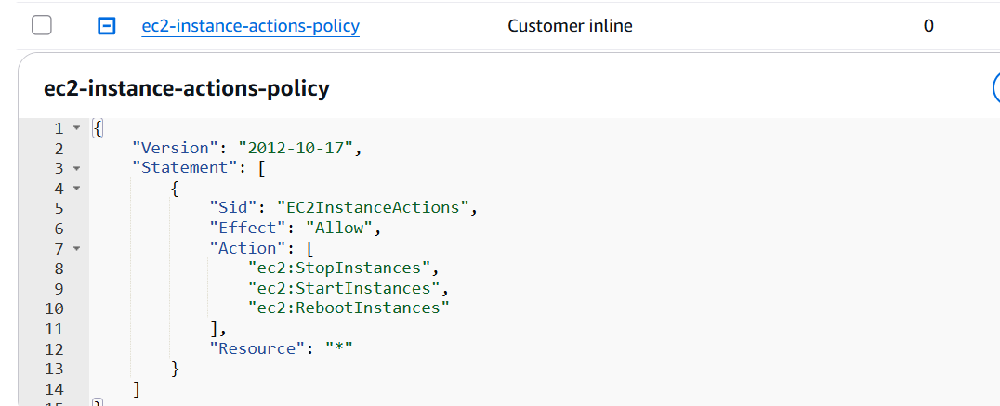 ec2-instance-actions-policy Customer inline 0
ec2-instance-actions-policy
1 {
2 "Version": "2012-10-17",
3 "Statement": [
4 {
5 "Sid": "EC2InstanceActions",
6 "Effect": "Allow",
7 "Action": [
8 "ec2:StopInstances",
9 "ec2:StartInstances",
10 "ec2:RebootInstances"
11 ],
12 "Resource": "*"
13 }
14 ]
15 }